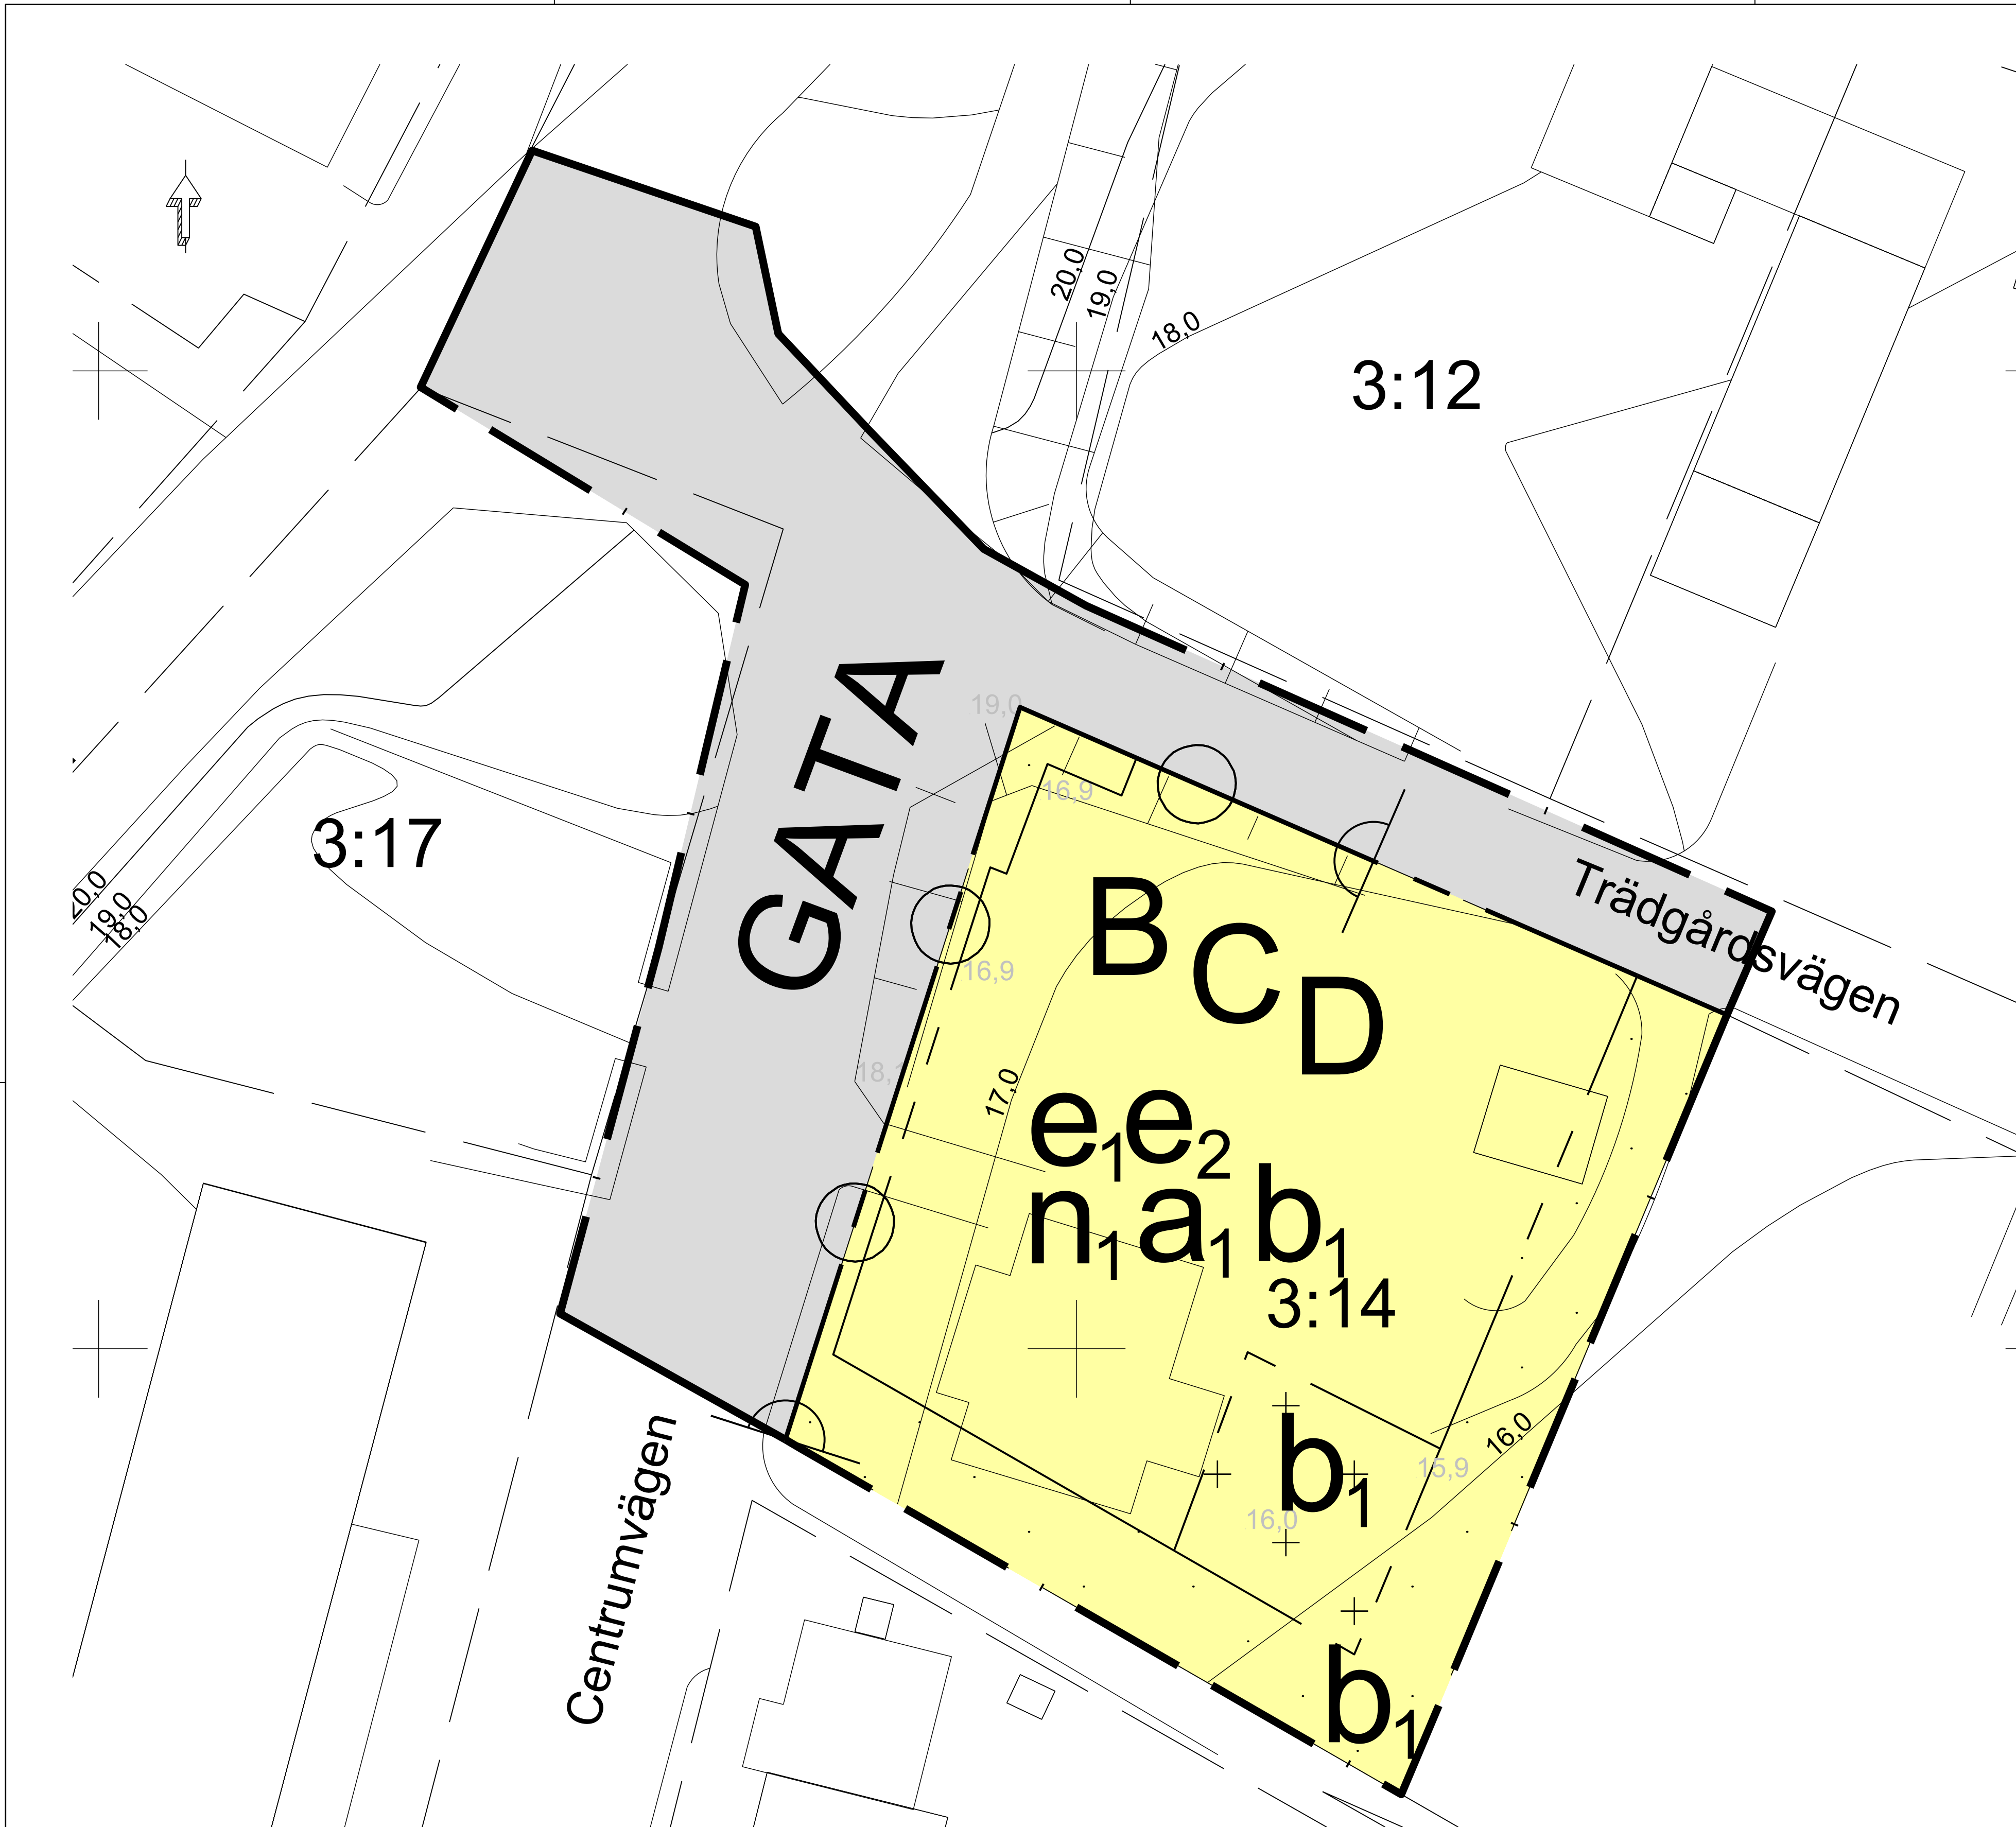 20,0
19,0
18,0
3:12
GATA
19,0
16,9
3:17
20,0
19,0
18,0
Trädgårdsvägen
B C D
16,9
18,1
17,0
e1e2
n1a1b1
3:14
b1
16,0
15,9
16,0
Centrumvägen
b1